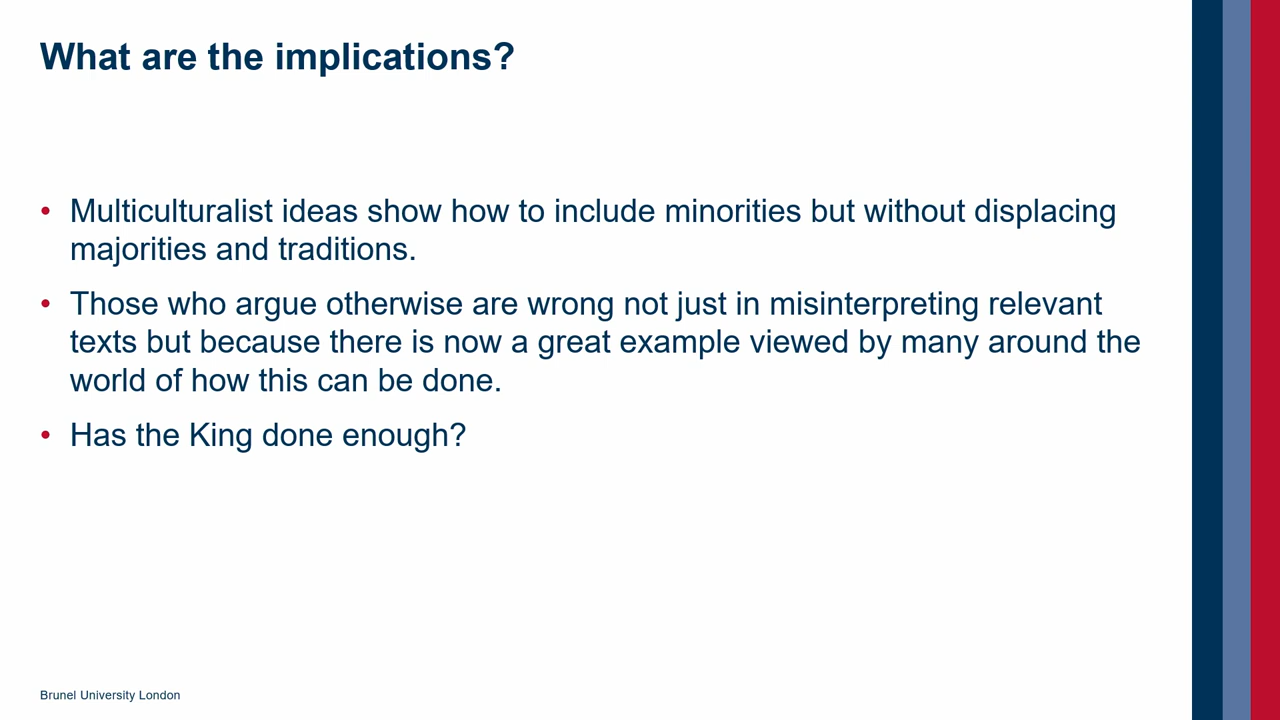 What are the implications?
• Multiculturalist ideas show how to include minorities but without displacing
majorities and traditions.
• Those who argue otherwise are wrong not just in misinterpreting relevant
texts but because there is now a great example viewed by many around the
world of how this can be done.
• Has the King done enough?
Brunel University London